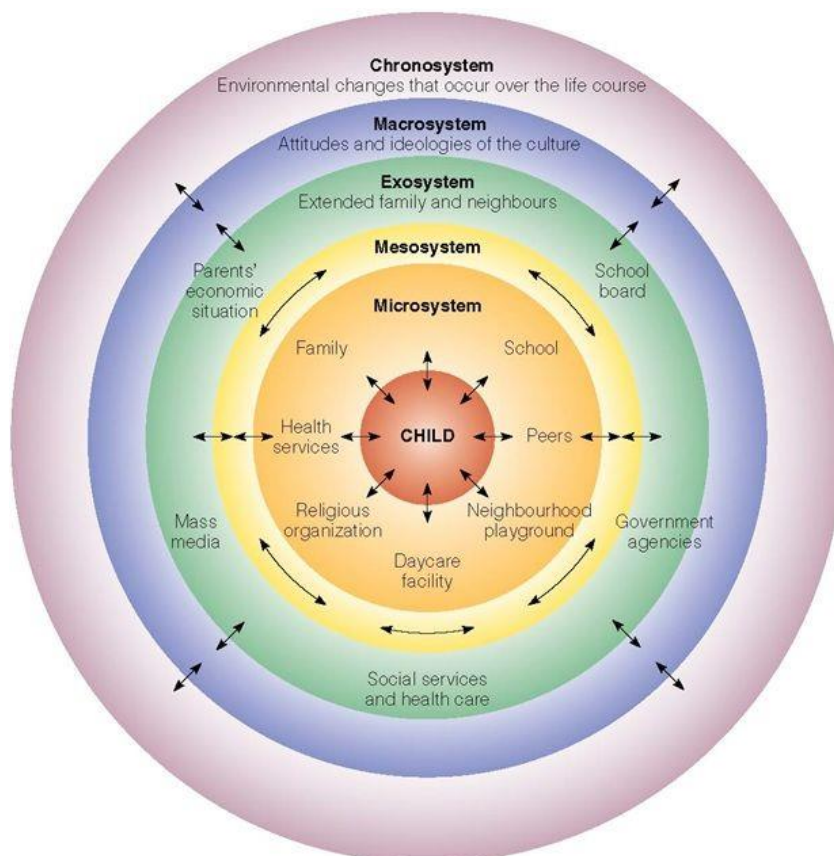 Chronosystem
Environmental changes that occur over the life course
Macrosystem
Attitudes and ideologies of the culture
Exosystem
Extended family and neighbours
Mesosystem
Parents'
economic
situation
School
board
Microsystem
Family
School
Health
services
CHILD
Peers
Religious
organization
Neighbourhood
playground
Mass
media
Government
agencies
Daycare
facility
Social services
and health care